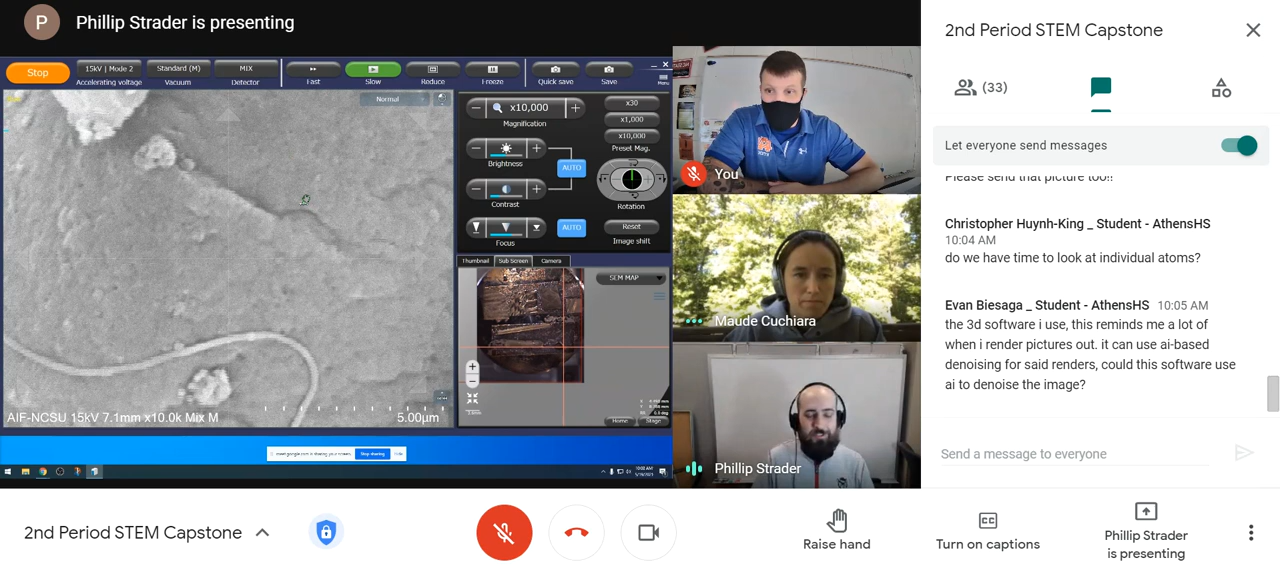 P
Phillip Strader is presenting
Stop
15kV | Mode 2
Accelerating voltage
Standard (M)
Vacuum
MIX
Detector
Fast
Slow
Reduce
Freeze
Quick save
Save
Menu
Normal
x10,000
Magnification
x30
x1,000
x10,000
Preset Mag.
Brightness
AUTO
Contrast
Rotation
Focus
AUTO
Reset
Image shift
Thumbnail
Sub Screen
Camera
SEM MAP
Home
Stage
AIF-NCSU 15kV 7.1mm x10.0k Mix M
5.00µm
Stop sharing
Hide
You
Maude Cuchiara
Phillip Strader
2nd Period STEM Capstone
(33)
Let everyone send messages
Please send that picture too!!
Christopher Huynh-King _ Student - AthensHS
10:04 AM
do we have time to look at individual atoms?
Evan Biesaga _ Student - AthensHS 10:05 AM
the 3d software i use, this reminds me a lot of
when i render pictures out. it can use ai-based
denoising for said renders, could this software use
ai to denoise the image?
Send a message to everyone
2nd Period STEM Capstone
Raise hand
CC
Turn on captions
Phillip Strader
is presenting